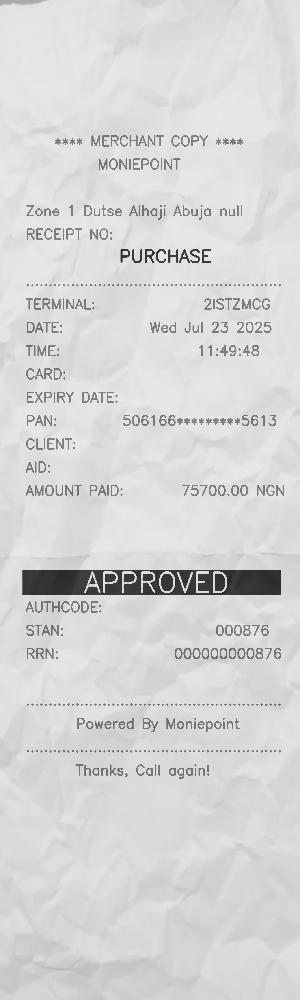 **** MERCHANT COPY ****
MONIEPOINT
Zone 1 Dutse Alhaji Abuja null
RECEIPT NO:
PURCHASE
TERMINAL: 2ISTZMCG
DATE: Wed Jul 23 2025
TIME: 11:49:48
CARD:
EXPIRY DATE:
PAN: 506166*********5613
CLIENT:
AID:
AMOUNT PAID: 75700.00 NGN
APPROVED
AUTHCODE:
STAN: 000876
RRN: 000000000876
Powered By Moniepoint
Thanks, Call again!